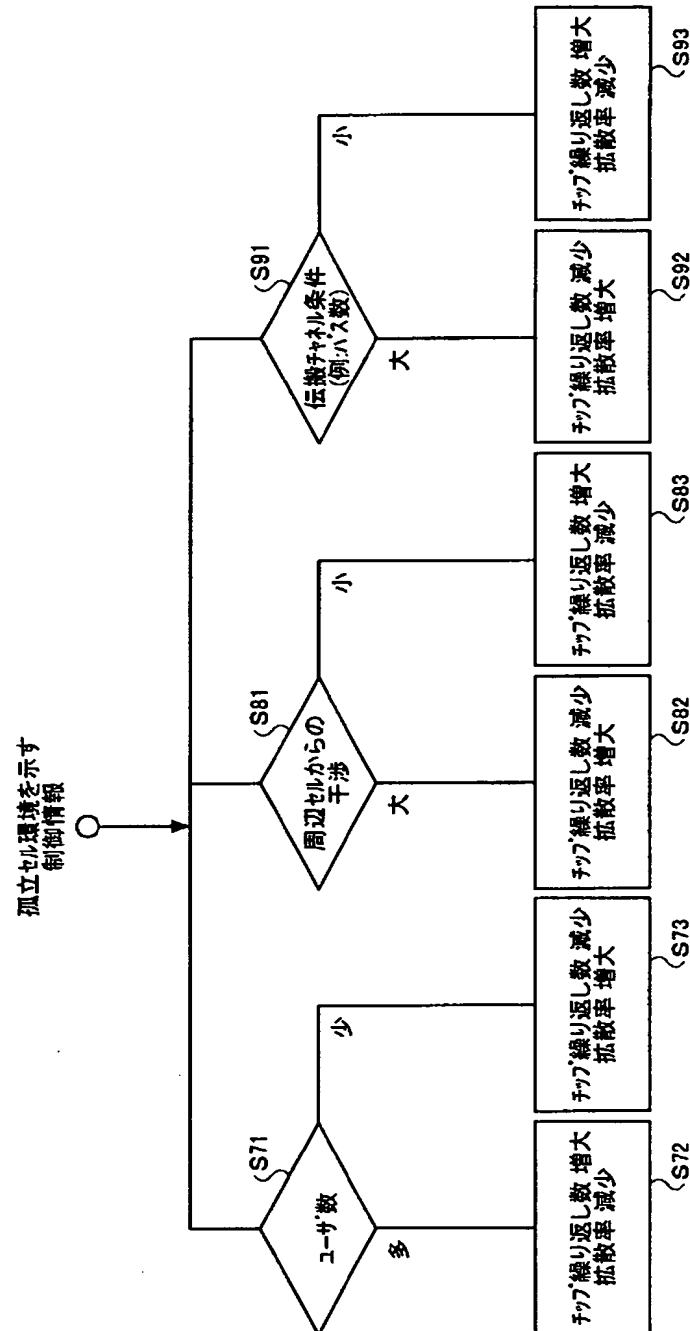 孤立セル環境を示す
制御情報
S71
ユーザ数
多
少
S81
周辺セルからの
干渉
大
小
S91
伝搬チャネル条件
(例:パス数)
大
小
チップ繰り返し数 増大
拡散率 減少
S72
チップ繰り返し数 減少
拡散率 増大
S73
チップ繰り返し数 減少
拡散率 増大
S82
チップ繰り返し数 増大
拡散率 減少
S83
チップ繰り返し数 減少
拡散率 増大
S92
チップ繰り返し数 増大
拡散率 減少
S93